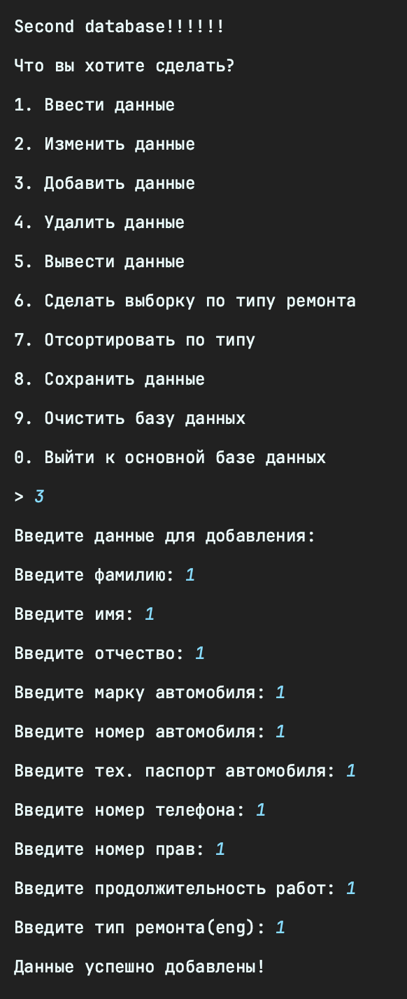 Second database!!!!!!
Что вы хотите сделать?
1. Ввести данные
2. Изменить данные
3. Добавить данные
4. Удалить данные
5. Вывести данные
6. Сделать выборку по типу ремонта
7. Отсортировать по типу
8. Сохранить данные
9. Очистить базу данных
0. Выйти к основной базе данных
> 3
Введите данные для добавления:
Введите фамилию: 1
Введите имя: 1
Введите отчество: 1
Введите марку автомобиля: 1
Введите номер автомобиля: 1
Введите тех. паспорт автомобиля: 1
Введите номер телефона: 1
Введите номер прав: 1
Введите продолжительность работ: 1
Введите тип ремонта(eng): 1
Данные успешно добавлены!